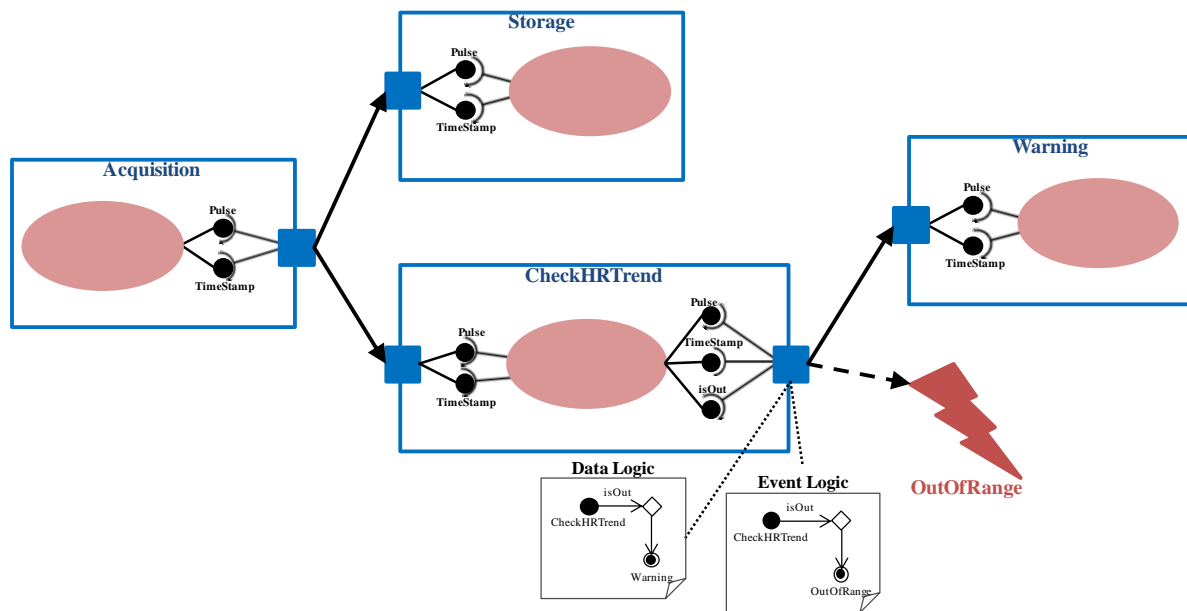 Storage
Pulse
TimeStamp
Acquisition
Pulse
TimeStamp
Warning
Pulse
TimeStamp
CheckHRTrend
Pulse
TimeStamp
Pulse
TimeStamp
isOut
OutOfRange
Data Logic
isOut
CheckHRTrend
Warning
Event Logic
isOut
CheckHRTrend
OutOfRange